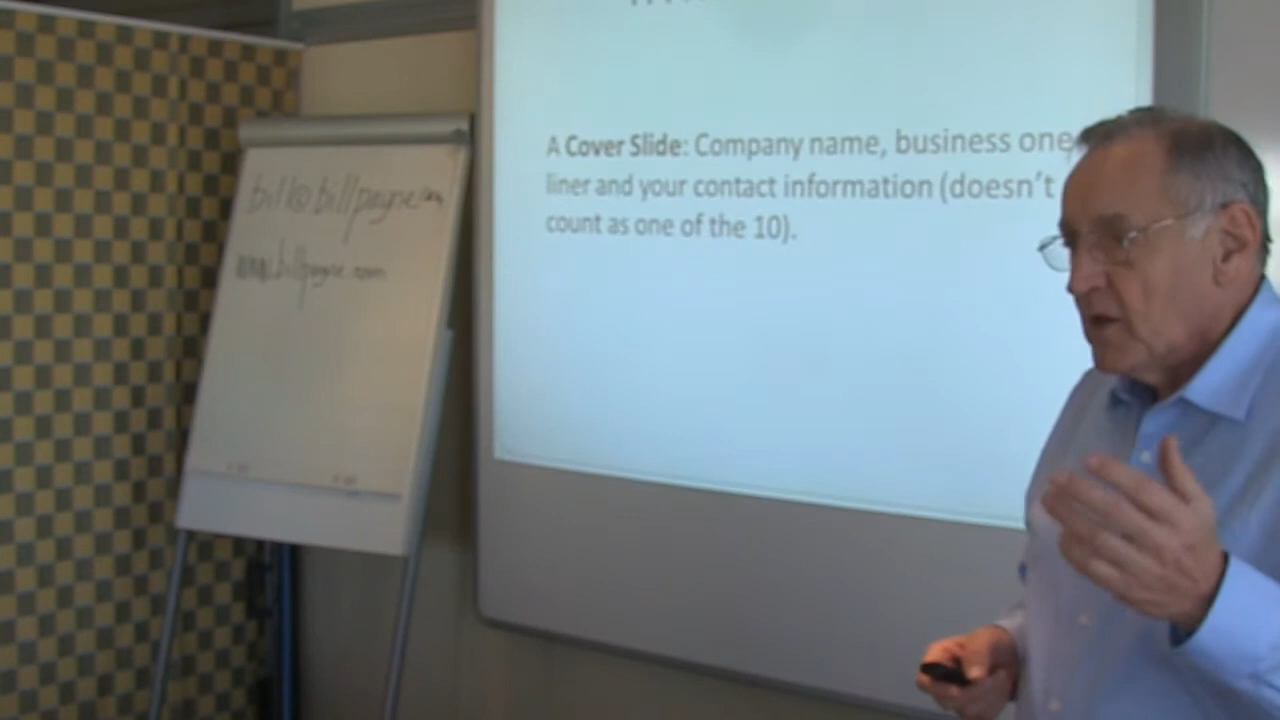 bill@billpayne.com
www.billpayne.com
A Cover Slide: Company name, business one
liner and your contact information (doesn't
count as one of the 10).